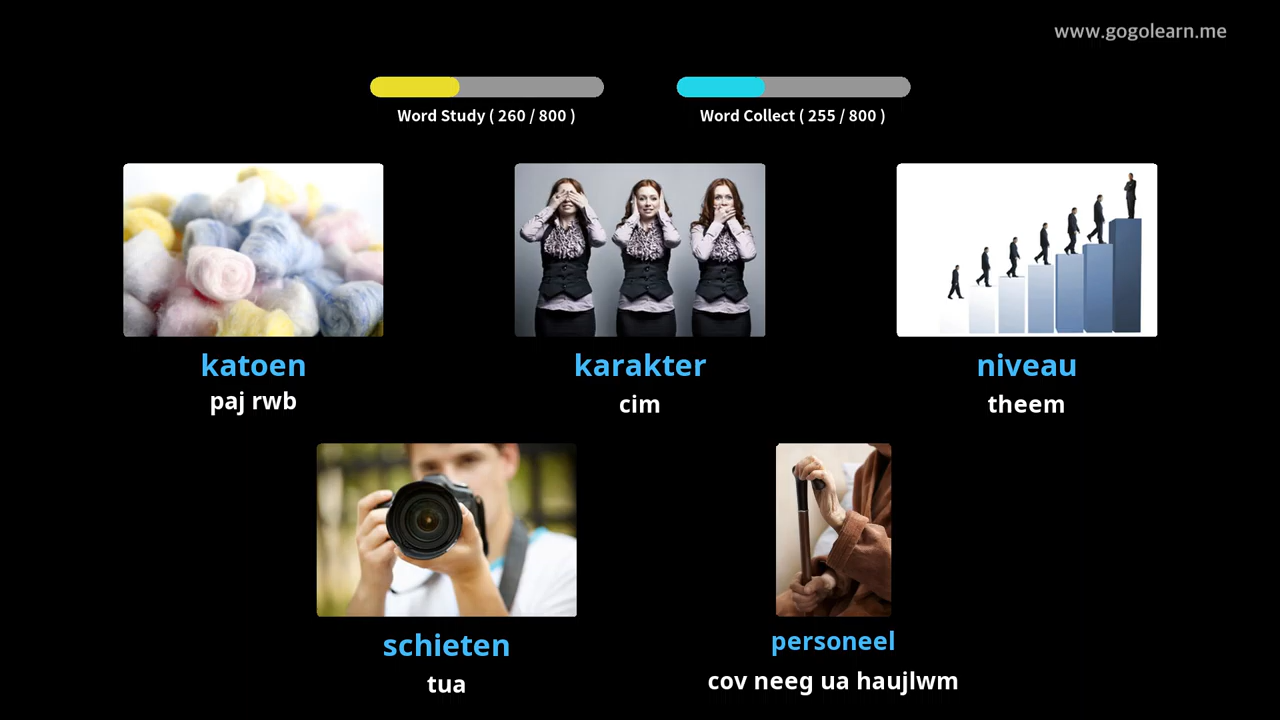 www.gogolearn.me
Word Study ( 260 / 800 )
Word Collect ( 255 / 800 )
katoen
paj rwb
karakter
cim
niveau
theem
schieten
tua
personeel
cov neeg ua haujlwm